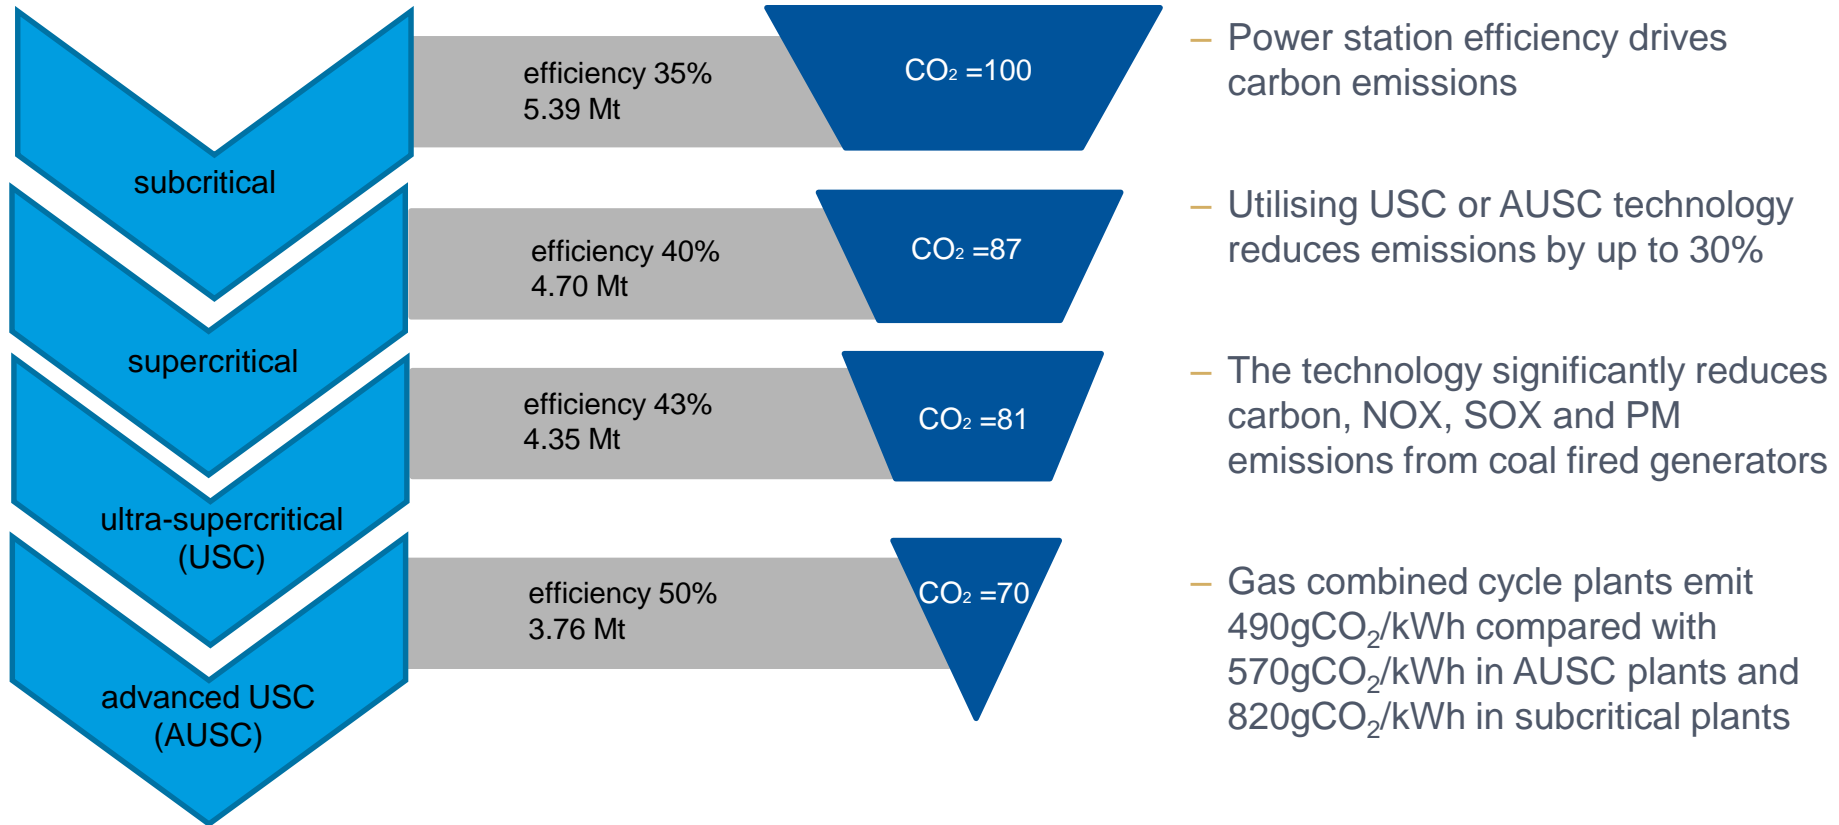 efficiency 35%
5.39 Mt
CO₂ =100
subcritical
efficiency 40%
4.70 Mt
CO₂ =87
supercritical
efficiency 43%
4.35 Mt
CO₂ =81
ultra-supercritical
(USC)
efficiency 50%
3.76 Mt
CO₂ =70
advanced USC
(AUSC)
– Power station efficiency drives
carbon emissions
– Utilising USC or AUSC technology
reduces emissions by up to 30%
– The technology significantly reduces
carbon, NOX, SOX and PM
emissions from coal fired generators
– Gas combined cycle plants emit
490gCO₂/kWh compared with
570gCO₂/kWh in AUSC plants and
820gCO₂/kWh in subcritical plants